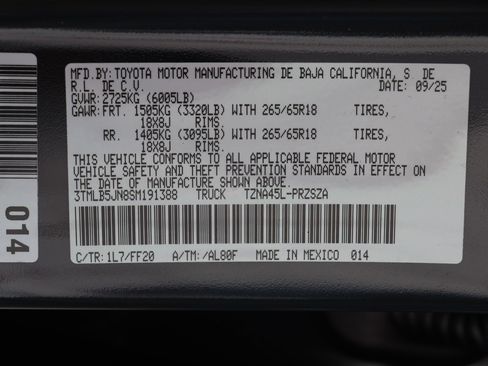 MFD.BY: TOYOTA MOTOR MANUFACTURING DE BAJA CALIFORNIA, S DE
R.L. DE C.V. DATE: 09/25
GVWR: 2725KG (6005LB)
GAWR: FRT. 1505KG (3320LB) WITH 265/65R18 TIRES,
18X8J RIMS.
RR. 1405KG (3095LB) WITH 265/65R18 TIRES,
18X8J RIMS.
THIS VEHICLE CONFORMS TO ALL APPLICABLE FEDERAL MOTOR
VEHICLE SAFETY AND THEFT PREVENTION STANDARDS IN EFFECT ON
THE DATE OF MANUFACTURE SHOWN ABOVE.
3TMLB5JN8SM191388 TRUCK TZNA45L-PRZSZA
C/TR: 1L7/FF20 A/TM: /AL80F MADE IN MEXICO 014
014